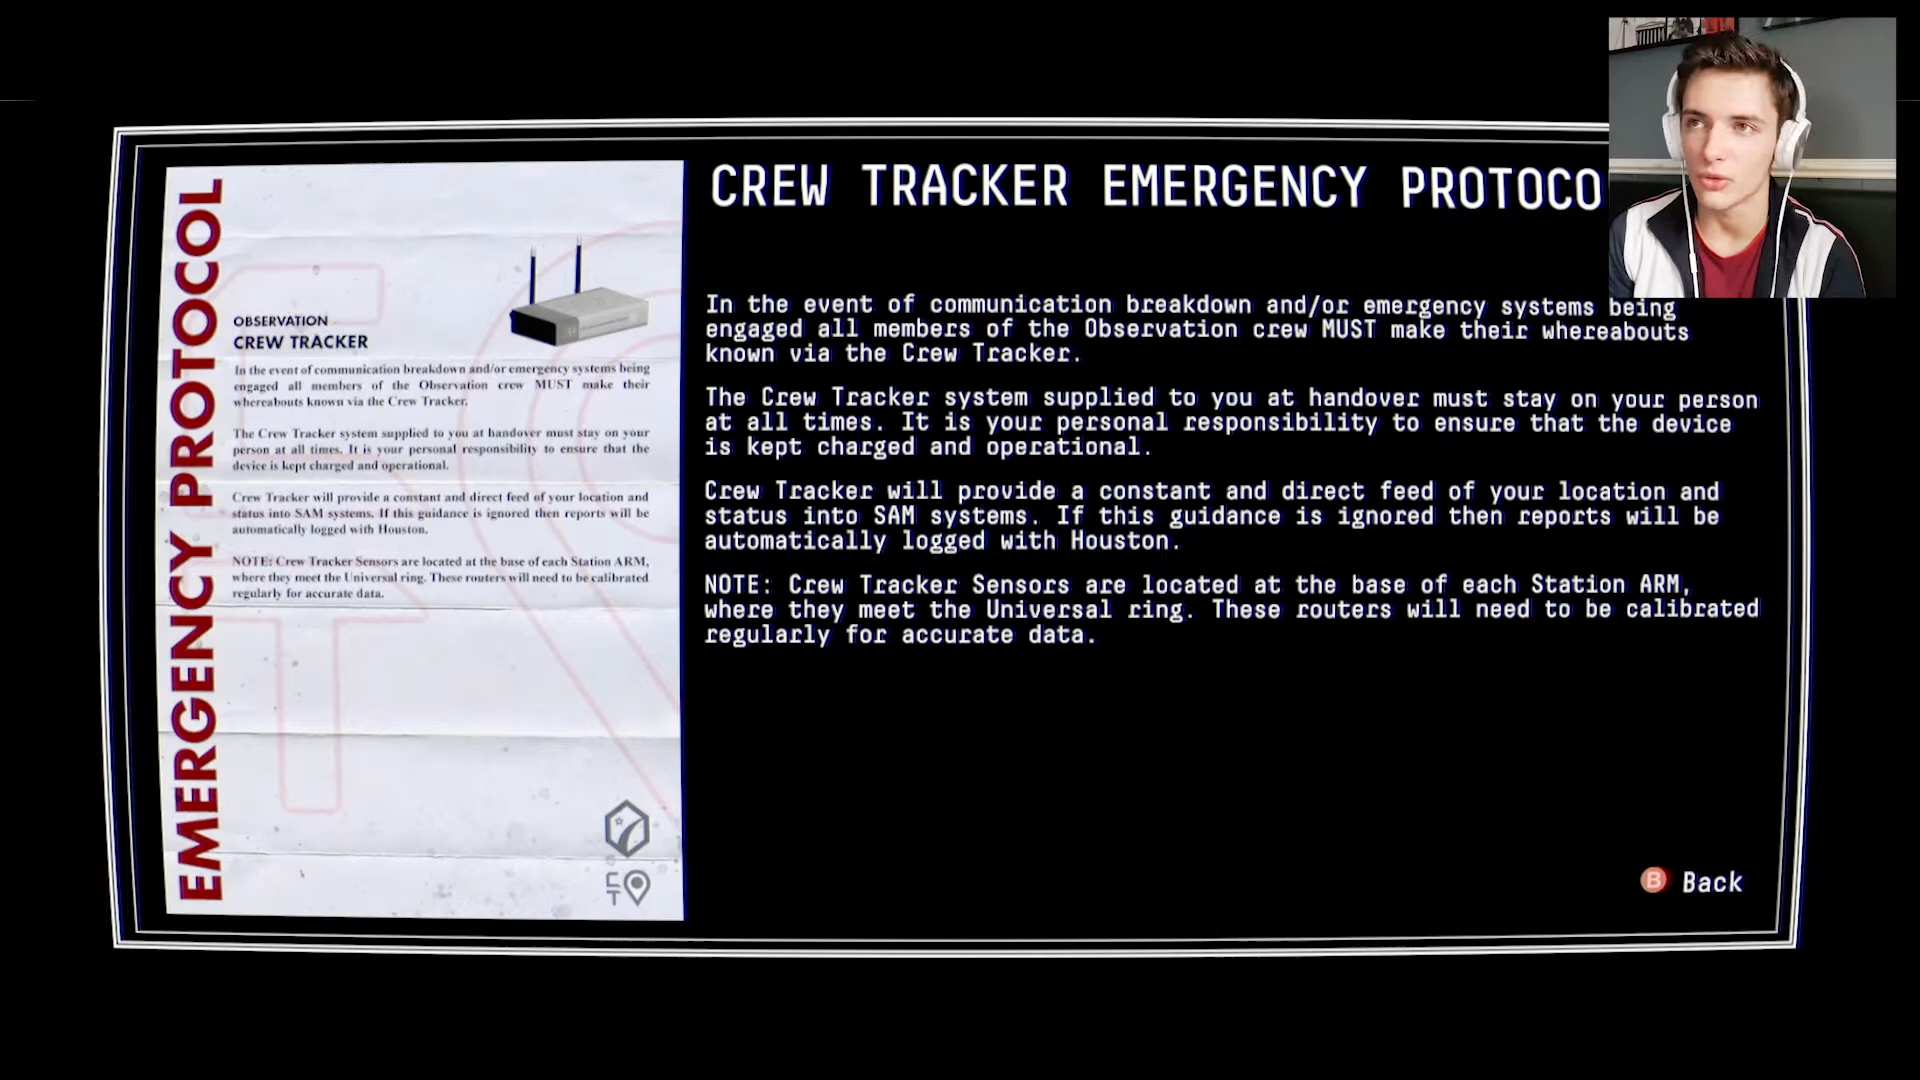 EMERGENCY PROTOCOL
OBSERVATION
CREW TRACKER
In the event of communication breakdown and/or emergency systems being
engaged all members of the Observation crew MUST make their
whereabouts known via the Crew Tracker.
The Crew Tracker system supplied to you at handover must stay on your
person at all times. It is your personal responsibility to ensure that the
device is kept charged and operational.
Crew Tracker will provide a constant and direct feed of your location and
status into SAM systems. If this guidance is ignored then reports will be
automatically logged with Houston.
NOTE: Crew Tracker Sensors are located at the base of each Station ARM,
where they meet the Universal ring. These routers will need to be calibrated
regularly for accurate data.
CT
CREW TRACKER EMERGENCY PROTOCO
In the event of communication breakdown and/or emergency systems being
engaged all members of the Observation crew MUST make their whereabouts
known via the Crew Tracker.
The Crew Tracker system supplied to you at handover must stay on your person
at all times. It is your personal responsibility to ensure that the device
is kept charged and operational.
Crew Tracker will provide a constant and direct feed of your location and
status into SAM systems. If this guidance is ignored then reports will be
automatically logged with Houston.
NOTE: Crew Tracker Sensors are located at the base of each Station ARM,
where they meet the Universal ring. These routers will need to be calibrated
regularly for accurate data.
B Back